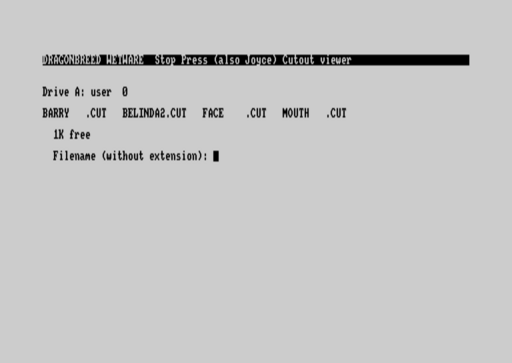 DRAGONBREED WETWARE  Stop Press (also Joyce) Cutout viewer
Drive A: user  0
BARRY   .CUT   BELINDA2.CUT   FACE    .CUT   MOUTH   .CUT
1K free
Filename (without extension):